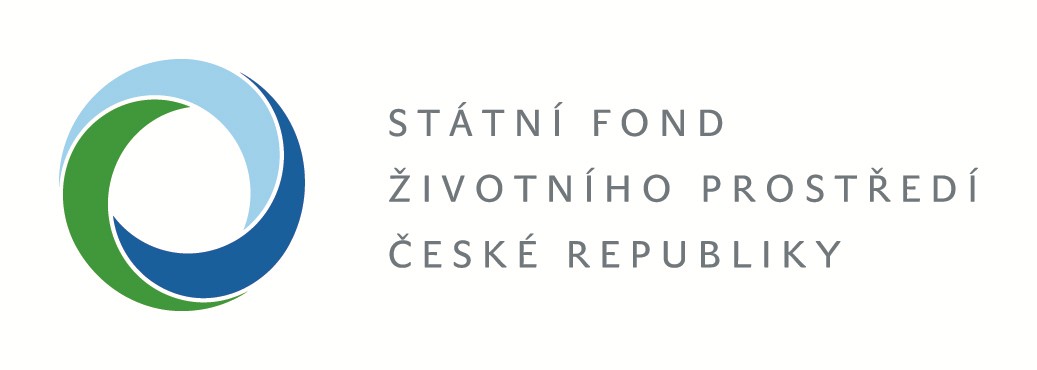 STÁTNÍ FOND
ŽIVOTNÍHO PROSTŘEDÍ
ČESKÉ REPUBLIKY